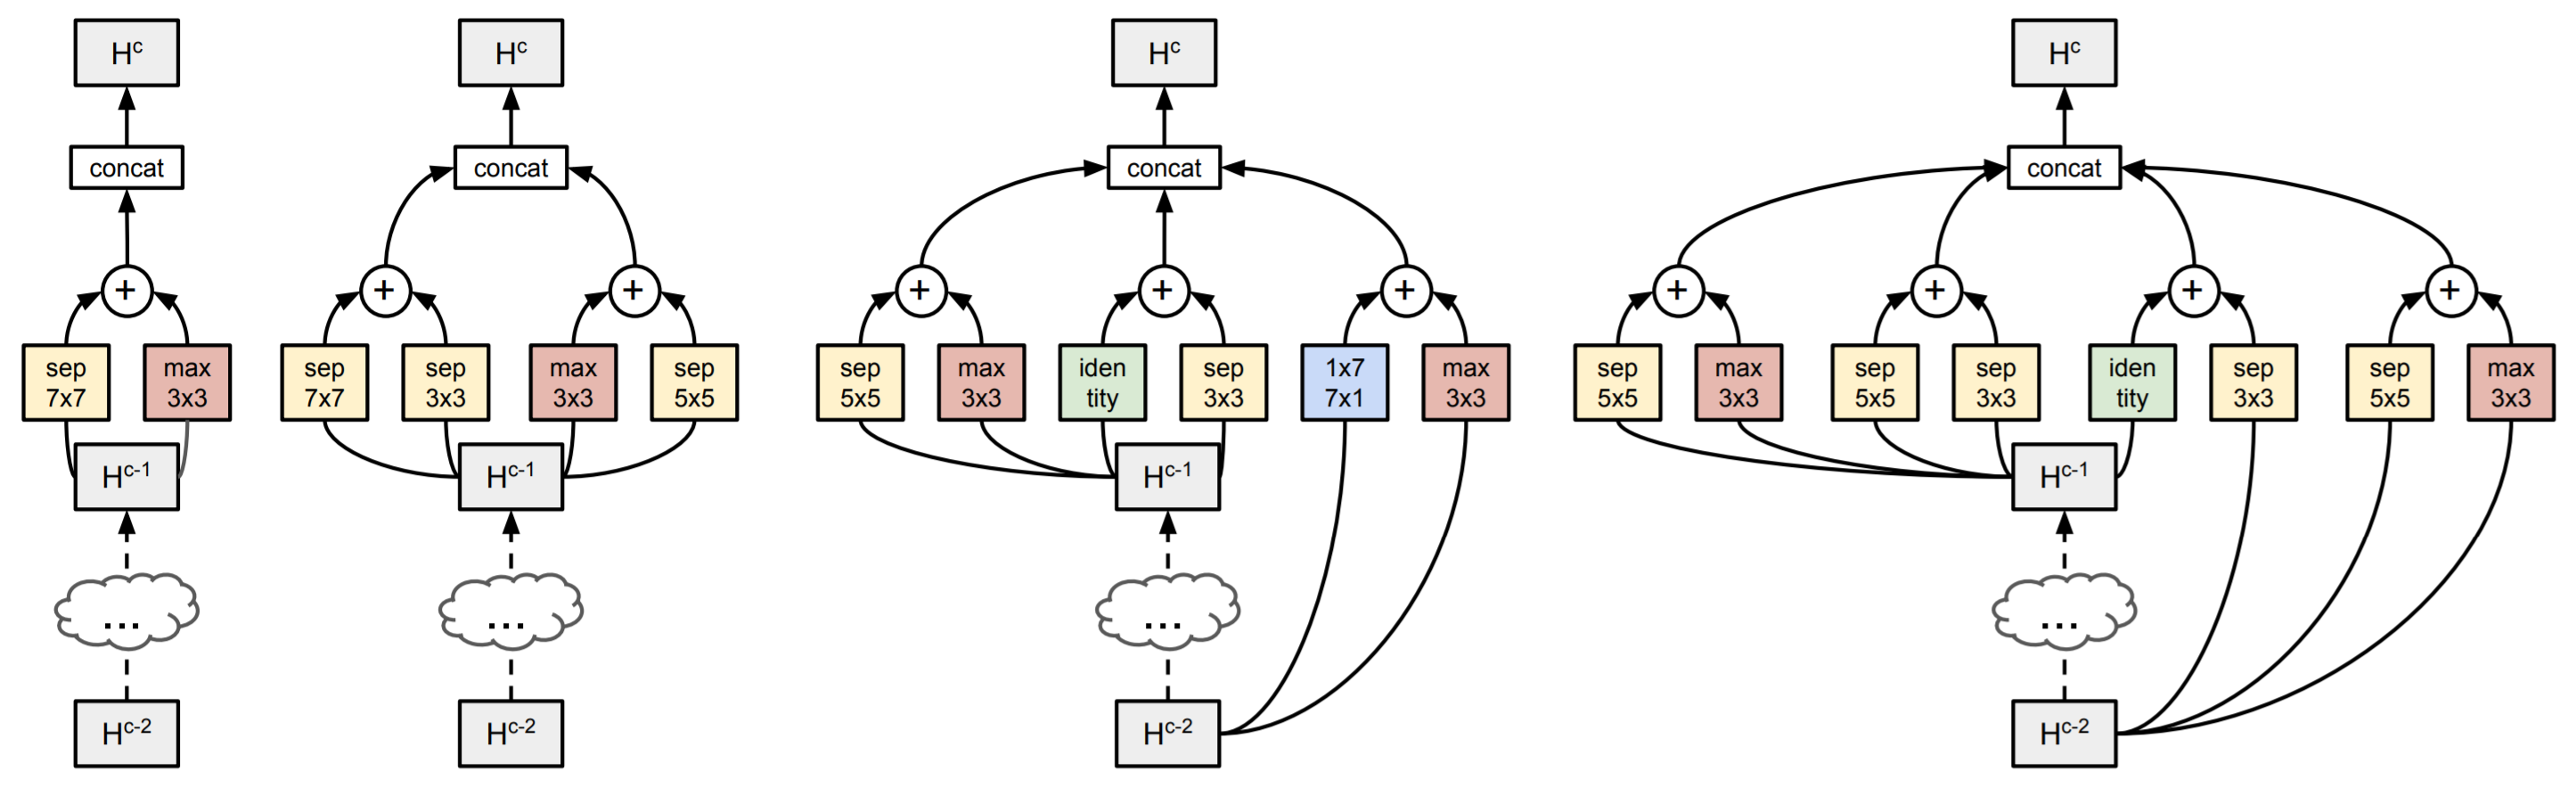 H^c H^c H^c H^c
concat concat concat concat
+ + + + + + + + + +
sep max sep sep max sep sep max iden sep 1x7 max sep max sep sep iden sep sep max
7x7 3x3 7x7 3x3 3x3 5x5 5x5 3x3 tity 3x3 7x1 3x3 5x5 3x3 5x5 3x3 tity 3x3 5x5 3x3
H^c-1 H^c-1 H^c-1 H^c-1
... ... ... ...
H^c-2 H^c-2 H^c-2 H^c-2